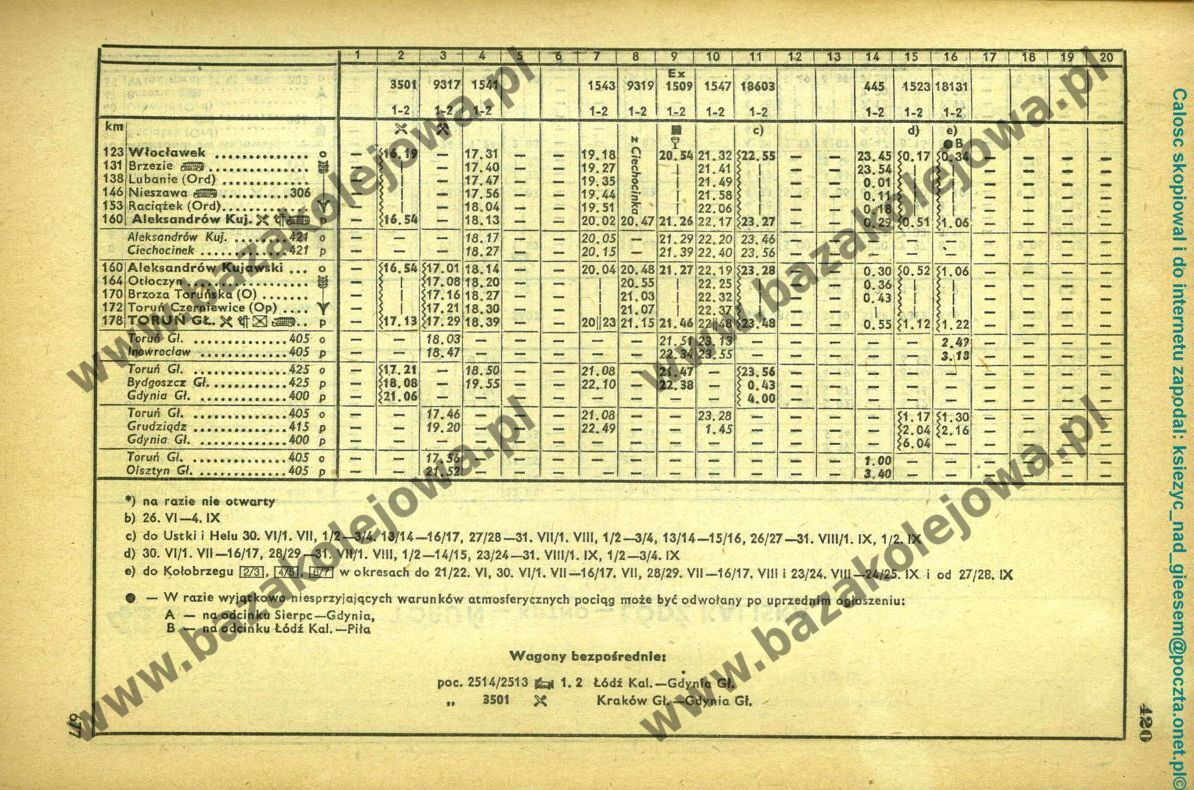 1 2 3 4 5 6 7 8 9 10 11 12 13 14 15 16 17 18 19 20
3501 9317 1541 1543 9319 Ex 1509 1547 18603 445 1523 18131
1-2 1-2 1-2 1-2 1-2 1-2 1-2 1-2 1-2 1-2 1-2
km c) d) e)
B
z Ciechocinka
123 Włocławek o — 16.19 — 17.31 — — 19.18 20.54 21.32 22.55 — — 23.45 0.17 0.34 — — — —
131 Brzezie — | — 17.40 — — 19.27 | 21.41 | — — 23.54 | | — — — —
138 Lubanie (Ord) — | — 17.47 — — 19.35 | 21.49 | — — 0.01 | | — — — —
146 Nieszawa 306 — | — 17.56 — — 19.44 | 21.58 | — — 0.11 | | — — — —
153 Raciążek (Ord) — | — 18.04 — — 19.51 | 22.06 | — — 0.18 | | — — — —
160 Aleksandrów Kuj. p — 16.54 — 18.13 — — 20.02 20.47 21.26 22.17 23.27 — — 0.29 0.51 1.06 — — — —
Aleksandrów Kuj. 421 o — — — 18.17 — — 20.05 — 21.29 22.20 23.46 — — — — — — — — —
Ciechocinek 421 p — — — 18.27 — — 20.15 — 21.39 22.40 23.56 — — — — — — — — —
160 Aleksandrów Kujawski o — 16.54 17.01 18.14 — — 20.04 20.48 21.27 22.19 23.28 — — 0.30 0.52 1.06 — — — —
164 Otłoczyn — | 17.08 18.20 — — | 20.55 | 22.25 | — — 0.36 | | — — — —
170 Brzoza Toruńska (O) — | 17.16 18.27 — — | 21.03 | 22.32 | — — 0.43 | | — — — —
172 Toruń Czerniewice (Op) — | 17.21 18.30 — — | 21.07 | 22.37 | — — | | | — — — —
178 TORUŃ GŁ. p — 17.13 17.29 18.39 — — 20 23 21.15 21.46 22 48 23.48 — — 0.55 1.12 1.22 — — — —
Toruń Gł. 405 o — — 18.03 — — — — — 21.51 23.13 — — — — — 2.49 — — — —
Inowrocław 405 p — — 18.47 — — — — — 22.34 23.55 — — — — — 3.18 — — — —
Toruń Gł. 425 o — 17.21 — 18.50 — — 21.08 — 21.47 — 23.56 — — — — — — — — —
Bydgoszcz Gł. 425 p — 18.08 — 19.55 — — 22.10 — 22.38 — 0.43 — — — — — — — — —
Gdynia Gł. 400 p — 21.06 — — — — — — — — 4.00 — — — — — — — — —
Toruń Gł. 405 o — — 17.46 — — — 21.08 — — 23.28 — — — — 1.17 1.30 — — — —
Grudziądz 415 p — — 19.20 — — — 22.49 — — 1.45 — — — — 2.04 2.16 — — — —
Gdynia Gł. 400 p — — — — — — — — — — — — — — 6.04 — — — — —
Toruń Gł. 405 o — — 17.56 — — — — — — — — — — 1.00 — — — — — —
Olsztyn Gł. 405 p — — 21.52 — — — — — — — — — — 3.40 — — — — — —
*) na razie nie otwarty
b) 26. VI—4. IX
c) do Ustki i Helu 30. VI/1. VII, 1/2—3/4, 13/14—16/17, 27/28—31. VII/1. VIII, 1/2—3/4, 13/14—15/16, 26/27—31. VIII/1. IX, 1/2. IX
d) 30. VI/1. VII—16/17, 28/29—31. VII/1. VIII, 1/2—14/15, 23/24—31. VIII/1. IX, 1/2—3/4. IX
e) do Kołobrzegu 2/3, 4/5, 6/7 w okresach do 21/22. VI, 30. VI/1. VII—16/17. VII, 28/29. VII—16/17. VIII i 23/24. VIII—24/25. IX i od 27/28. IX
— W razie wyjątkowo niesprzyjających warunków atmosferycznych pociąg może być odwołany po uprzednim ogłoszeniu:
A — na odcinku Sierpc—Gdynia,
B — na odcinku Łódź Kal.—Piła
Wagony bezpośrednie:
poc. 2514/2513 1. 2 Łódź Kal.—Gdynia Gł.
„ 3501 Kraków Gł.—Gdynia Gł.
677
420
www.bazakolejowa.pl
www.bazakolejowa.pl
www.bazakolejowa.pl
www.bazakolejowa.pl
Calosc skopiowal i do internetu zapodal: ksiezyc_nad_gieesem@poczta.onet.pl©